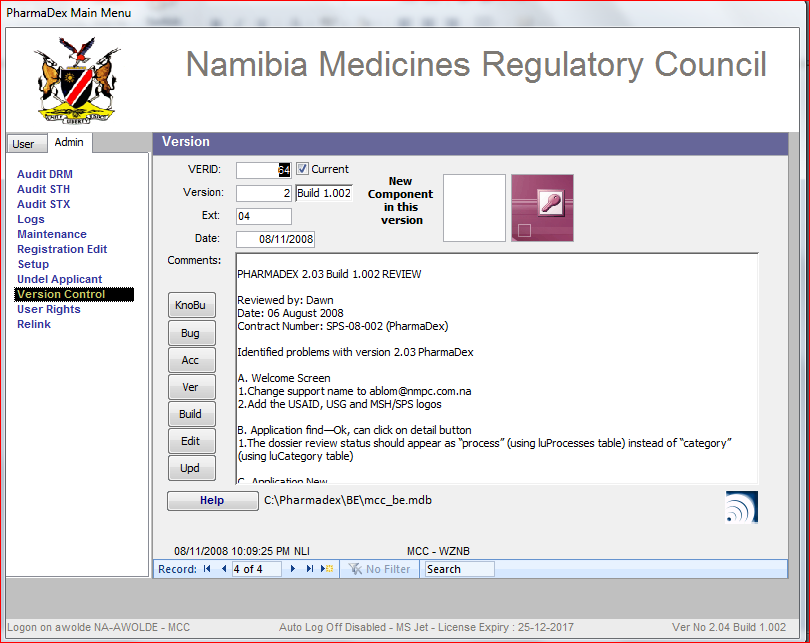 PharmaDex Main Menu
Namibia Medicines Regulatory Council
User
Admin
Audit DRM
Audit STH
Audit STX
Logs
Maintenance
Registration Edit
Setup
Undel Applicant
Version Control
User Rights
Relink
Version
VERID: 64 Current
Version: 2 Build 1.002
Ext: 04
Date: 08/11/2008
New
Component
in this
version
Comments:
PHARMADEX 2.03 Build 1.002 REVIEW
Reviewed by: Dawn
Date: 06 August 2008
Contract Number: SPS-08-002 (PharmaDex)
Identified problems with version 2.03 PharmaDex
A. Welcome Screen
1.Change support name to ablom@nmpc.com.na
2.Add the USAID, USG and MSH/SPS logos
B. Application find—Ok, can click on detail button
1.The dossier review status should appear as “process” (using luProcesses table) instead of “category”
(using luCategory table)
C. Application New
KnoBu
Bug
Acc
Ver
Build
Edit
Upd
Help
C:\Pharmadex\BE\mcc_be.mdb
08/11/2008 10:09:25 PM NLI
MCC - WZNB
Record: 4 of 4 No Filter Search
Logon on awolde NA-AWOLDE - MCC
Auto Log Off Disabled - MS Jet - License Expiry : 25-12-2017
Ver No 2.04 Build 1.002